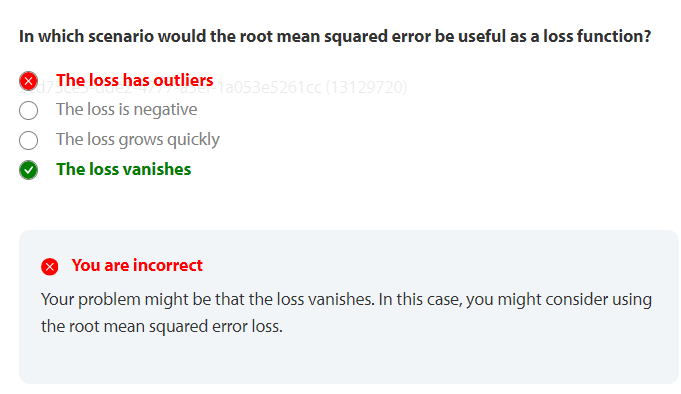 In which scenario would the root mean squared error be useful as a loss function?
The loss has outliers
1a053e5261cc (13129720)
The loss is negative
The loss grows quickly
The loss vanishes
You are incorrect
Your problem might be that the loss vanishes. In this case, you might consider using
the root mean squared error loss.